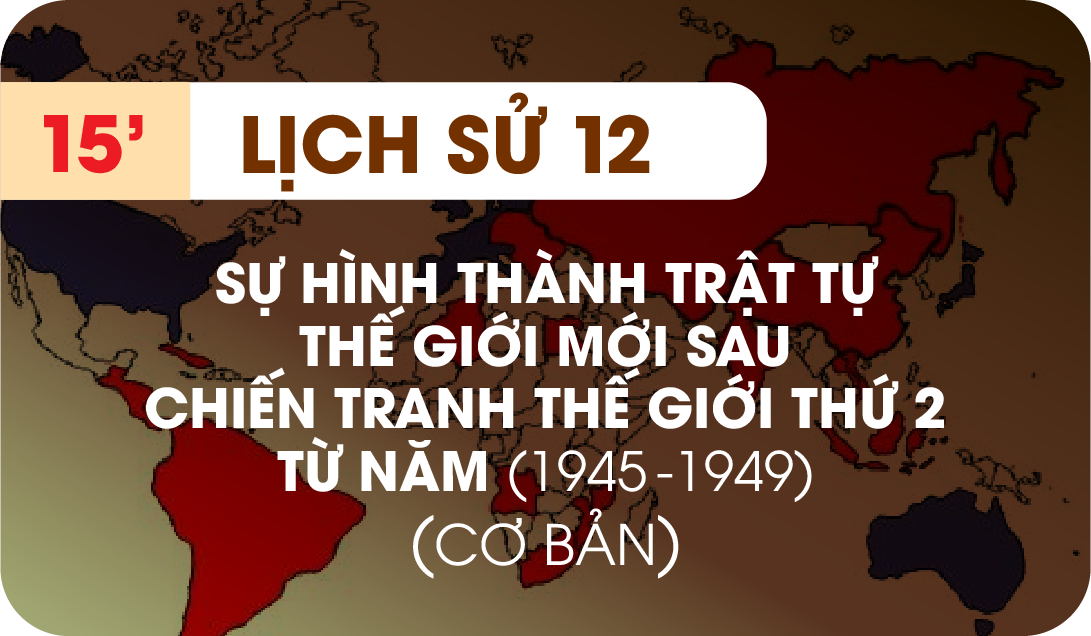 15’ LỊCH SỬ 12
SỰ HÌNH THÀNH TRẬT TỰ
THẾ GIỚI MỚI SAU
CHIẾN TRANH THẾ GIỚI THỨ 2
TỪ NĂM (1945-1949)
(CƠ BẢN)